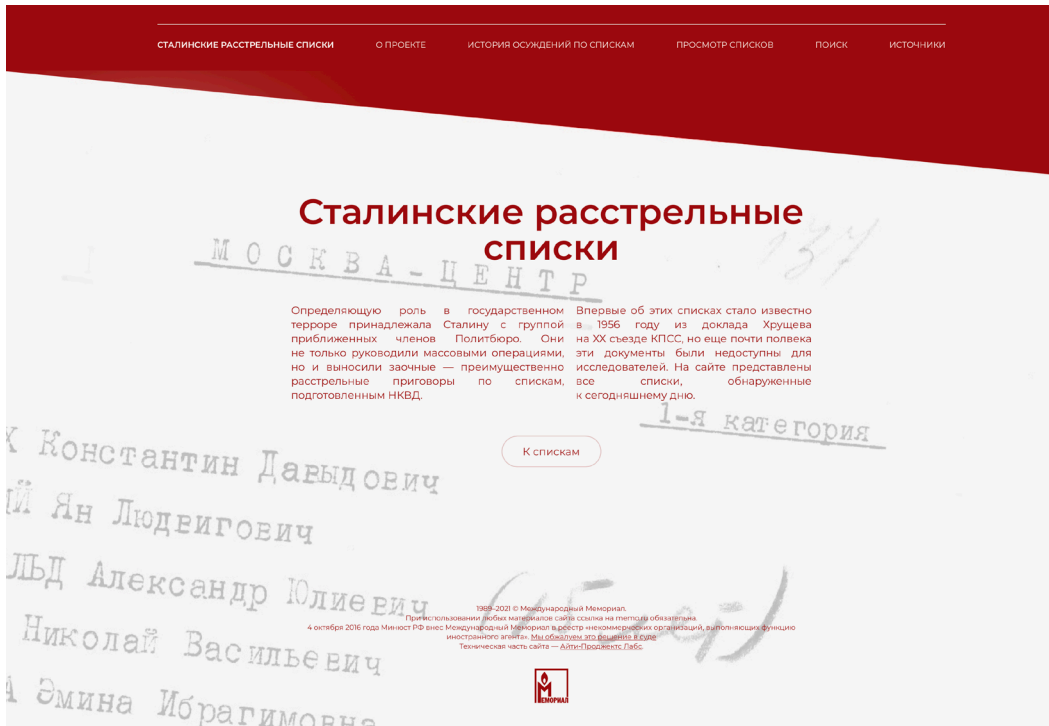 СТАЛИНСКИЕ РАССТРЕЛЬНЫЕ СПИСКИ О ПРОЕКТЕ ИСТОРИЯ ОСУЖДЕНИЙ ПО СПИСКАМ ПРОСМОТР СПИСКОВ ПОИСК ИСТОЧНИКИ
Сталинские расстрельные
списки
МОСКВА-ЦЕНТР
137
Определяющую роль в государственном
терроре принадлежала Сталину с группой
приближенных членов Политбюро. Они
не только руководили массовыми операциями,
но и выносили заочные — преимущественно
расстрельные приговоры по спискам,
подготовленным НКВД.
Впервые об этих списках стало известно
в 1956 году из доклада Хрущева
на XX съезде КПСС, но еще почти полвека
эти документы были недоступны для
исследователей. На сайте представлены
все списки, обнаруженные
к сегодняшнему дню.
1-я категория
К спискам
Константин Давыдович
Ян Людвигович
ЛЬД Александр Юлиевич
Николай Васильевич
А Эмина Ибрагимовна
1989–2021 © Международный Мемориал.
При использовании любых материалов сайта ссылка на memo.ru обязательна.
4 октября 2016 года Минюст РФ внес Международный Мемориал в реестр «некоммерческих организаций, выполняющих функцию
иностранного агента». Мы обжалуем это решение в суде
Техническая часть сайта — Айти-Проджектс Лабс.
МЕМОРИАЛ